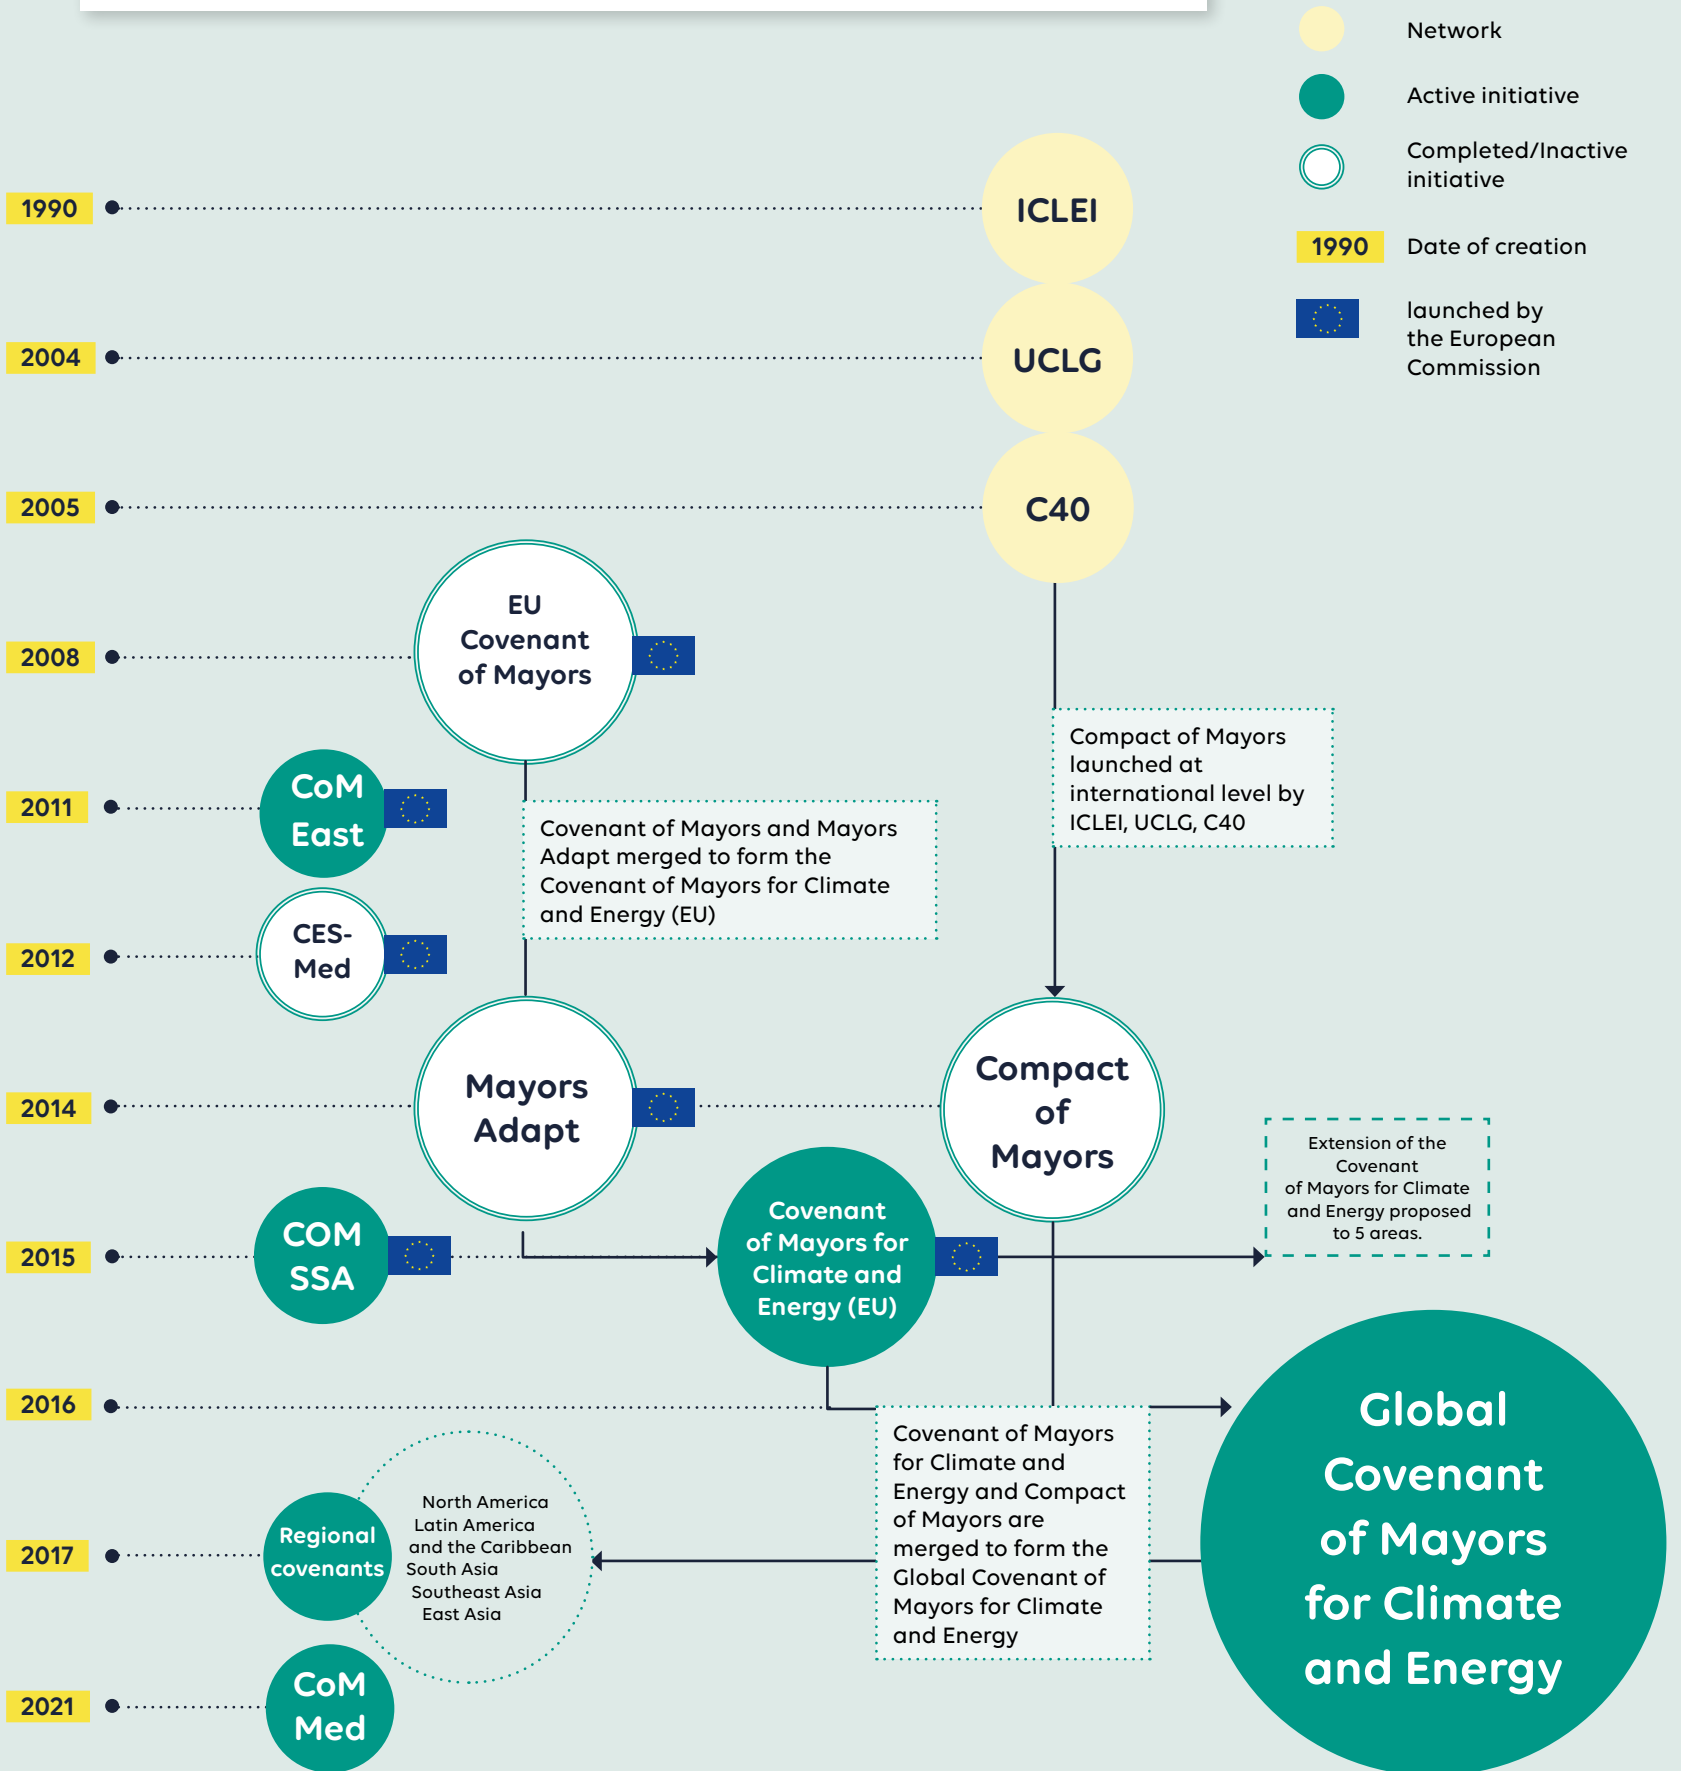 Network
Active initiative
Completed/Inactive
initiative
1990
Date of creation
launched by
the European
Commission
1990
ICLEI
2004
UCLG
2005
C40
2008
EU
Covenant
of Mayors
Compact of Mayors
launched at
international level by
ICLEI, UCLG, C40
2011
CoM
East
Covenant of Mayors and Mayors
Adapt merged to form the
Covenant of Mayors for Climate
and Energy (EU)
2012
CES-
Med
2014
Mayors
Adapt
Compact
of
Mayors
Extension of the
Covenant
of Mayors for Climate
and Energy proposed
to 5 areas.
2015
COM
SSA
Covenant
of Mayors for
Climate and
Energy (EU)
2016
Covenant of Mayors
for Climate and
Energy and Compact
of Mayors are
merged to form the
Global Covenant of
Mayors for Climate
and Energy
Global
Covenant
of Mayors
for Climate
and Energy
2017
Regional
covenants
North America
Latin America
and the Caribbean
South Asia
Southeast Asia
East Asia
2021
CoM
Med